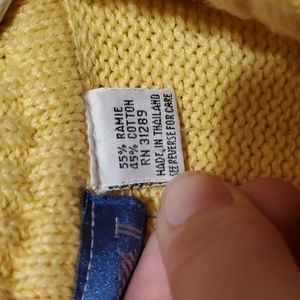 55% RAMIE
45% COTTON
RN 31289
MADE IN THAILAND
SEE REVERSE FOR CARE